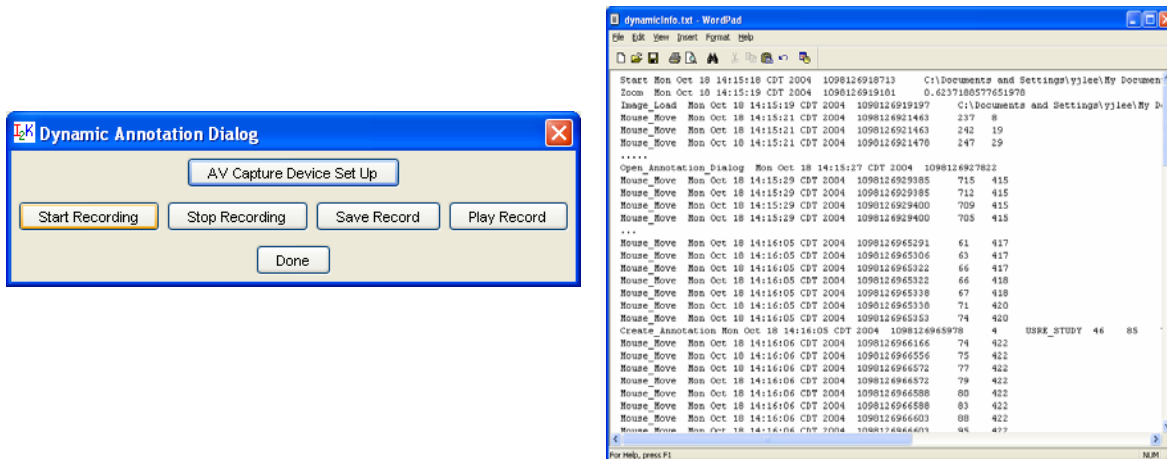 I2K Dynamic Annotation Dialog
AV Capture Device Set Up
Start Recording Stop Recording Save Record Play Record
Done
dynamicInfo.txt - WordPad
File Edit View Insert Format Help
Start Mon Oct 18 14:15:18 CDT 2004 1098126918713 C:\Documents and Settings\yjlee\My Documen
Zoom Mon Oct 18 14:15:19 CDT 2004 1098126919181 0.6237188577651978
Image_Load Mon Oct 18 14:15:19 CDT 2004 1098126919197 C:\Documents and Settings\yjlee\My D
Mouse_Move Mon Oct 18 14:15:21 CDT 2004 1098126921463 237 8
Mouse_Move Mon Oct 18 14:15:21 CDT 2004 1098126921463 242 19
Mouse_Move Mon Oct 18 14:15:21 CDT 2004 1098126921478 247 29
.....
Open_Annotation_Dialog Mon Oct 18 14:15:27 CDT 2004 1098126927822
Mouse_Move Mon Oct 18 14:15:29 CDT 2004 1098126929385 715 415
Mouse_Move Mon Oct 18 14:15:29 CDT 2004 1098126929385 712 415
Mouse_Move Mon Oct 18 14:15:29 CDT 2004 1098126929400 709 415
Mouse_Move Mon Oct 18 14:15:29 CDT 2004 1098126929400 705 415
...
Mouse_Move Mon Oct 18 14:16:05 CDT 2004 1098126965291 61 417
Mouse_Move Mon Oct 18 14:16:05 CDT 2004 1098126965306 63 417
Mouse_Move Mon Oct 18 14:16:05 CDT 2004 1098126965322 66 417
Mouse_Move Mon Oct 18 14:16:05 CDT 2004 1098126965322 66 418
Mouse_Move Mon Oct 18 14:16:05 CDT 2004 1098126965338 67 418
Mouse_Move Mon Oct 18 14:16:05 CDT 2004 1098126965338 71 420
Mouse_Move Mon Oct 18 14:16:05 CDT 2004 1098126965353 74 420
Create_Annotation Mon Oct 18 14:16:05 CDT 2004 1098126965978 4 USRE_STUDY 46 85
Mouse_Move Mon Oct 18 14:16:06 CDT 2004 1098126966166 74 422
Mouse_Move Mon Oct 18 14:16:06 CDT 2004 1098126966556 75 422
Mouse_Move Mon Oct 18 14:16:06 CDT 2004 1098126966572 77 422
Mouse_Move Mon Oct 18 14:16:06 CDT 2004 1098126966572 79 422
Mouse_Move Mon Oct 18 14:16:06 CDT 2004 1098126966588 80 422
Mouse_Move Mon Oct 18 14:16:06 CDT 2004 1098126966588 83 422
Mouse_Move Mon Oct 18 14:16:06 CDT 2004 1098126966603 88 422
Mouse_Move Mon Oct 18 14:16:06 CDT 2004 1098126966603 95 422
For Help, press F1 NUM